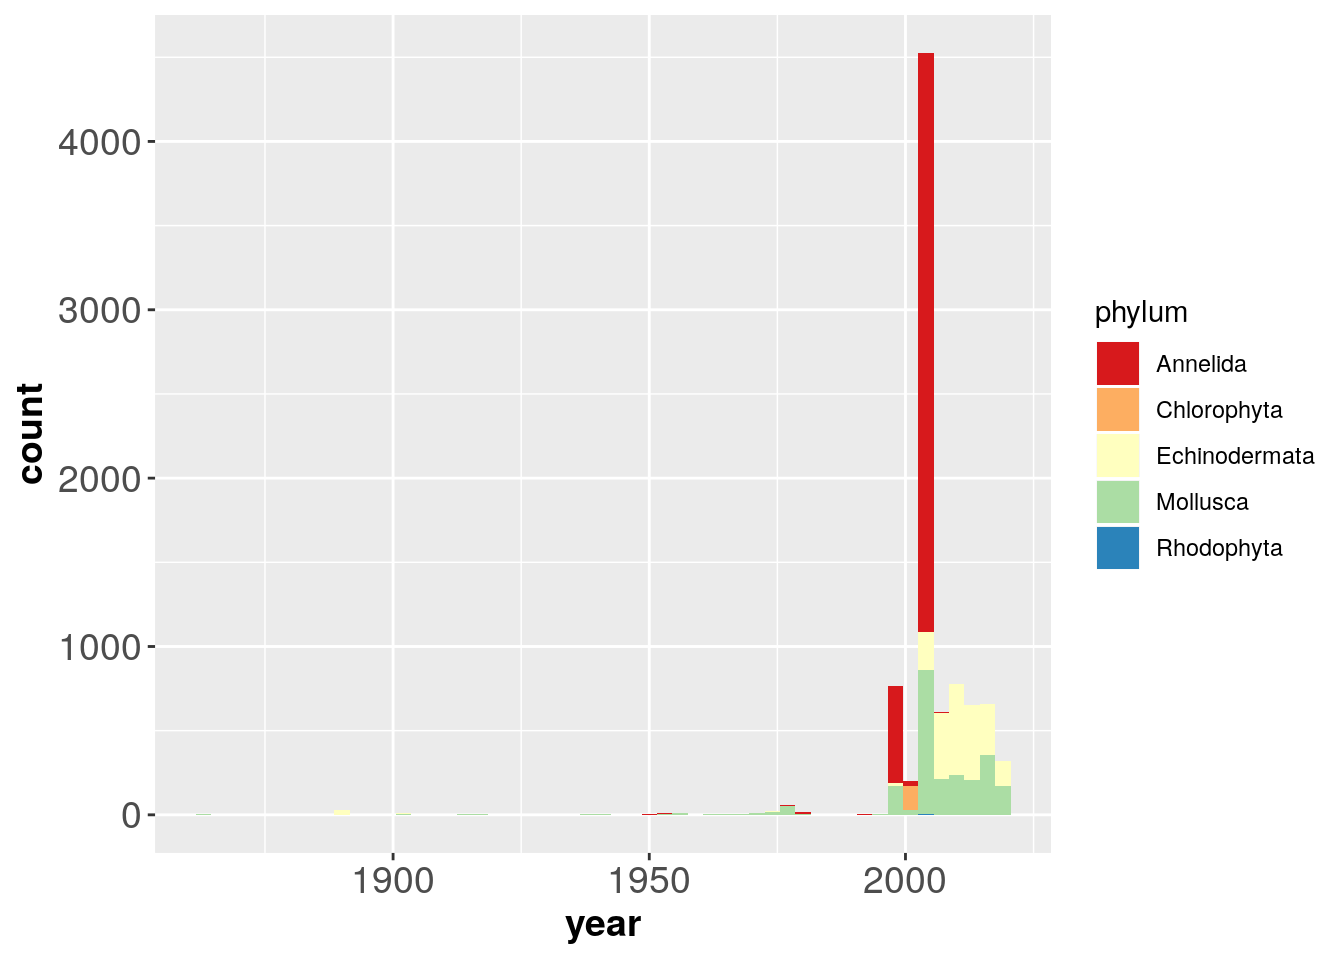 4000
3000
2000
1000
0
count
1900 1950 2000
year
phylum
Annelida
Chlorophyta
Echinodermata
Mollusca
Rhodophyta